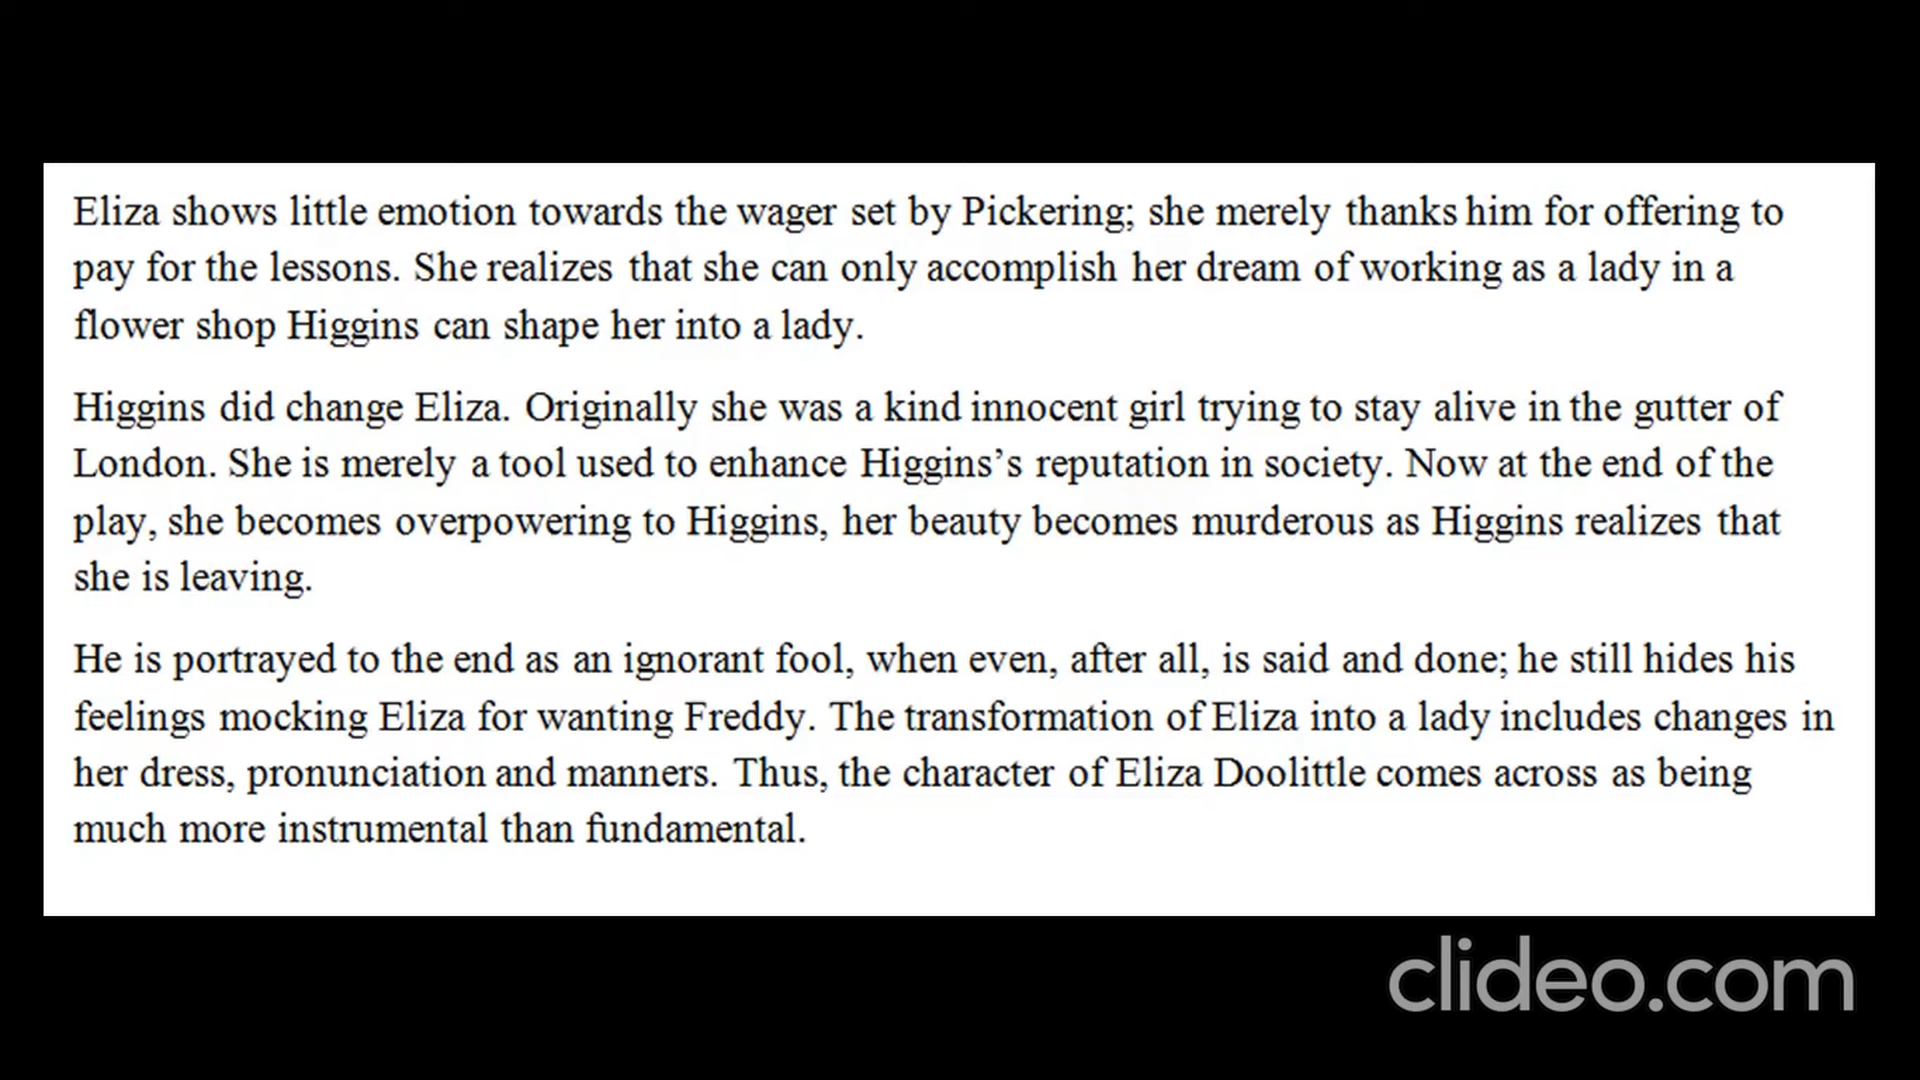 Eliza shows little emotion towards the wager set by Pickering; she merely thanks him for offering to
pay for the lessons. She realizes that she can only accomplish her dream of working as a lady in a
flower shop Higgins can shape her into a lady.
Higgins did change Eliza. Originally she was a kind innocent girl trying to stay alive in the gutter of
London. She is merely a tool used to enhance Higgins’s reputation in society. Now at the end of the
play, she becomes overpowering to Higgins, her beauty becomes murderous as Higgins realizes that
she is leaving.
He is portrayed to the end as an ignorant fool, when even, after all, is said and done; he still hides his
feelings mocking Eliza for wanting Freddy. The transformation of Eliza into a lady includes changes in
her dress, pronunciation and manners. Thus, the character of Eliza Doolittle comes across as being
much more instrumental than fundamental.
clideo.com